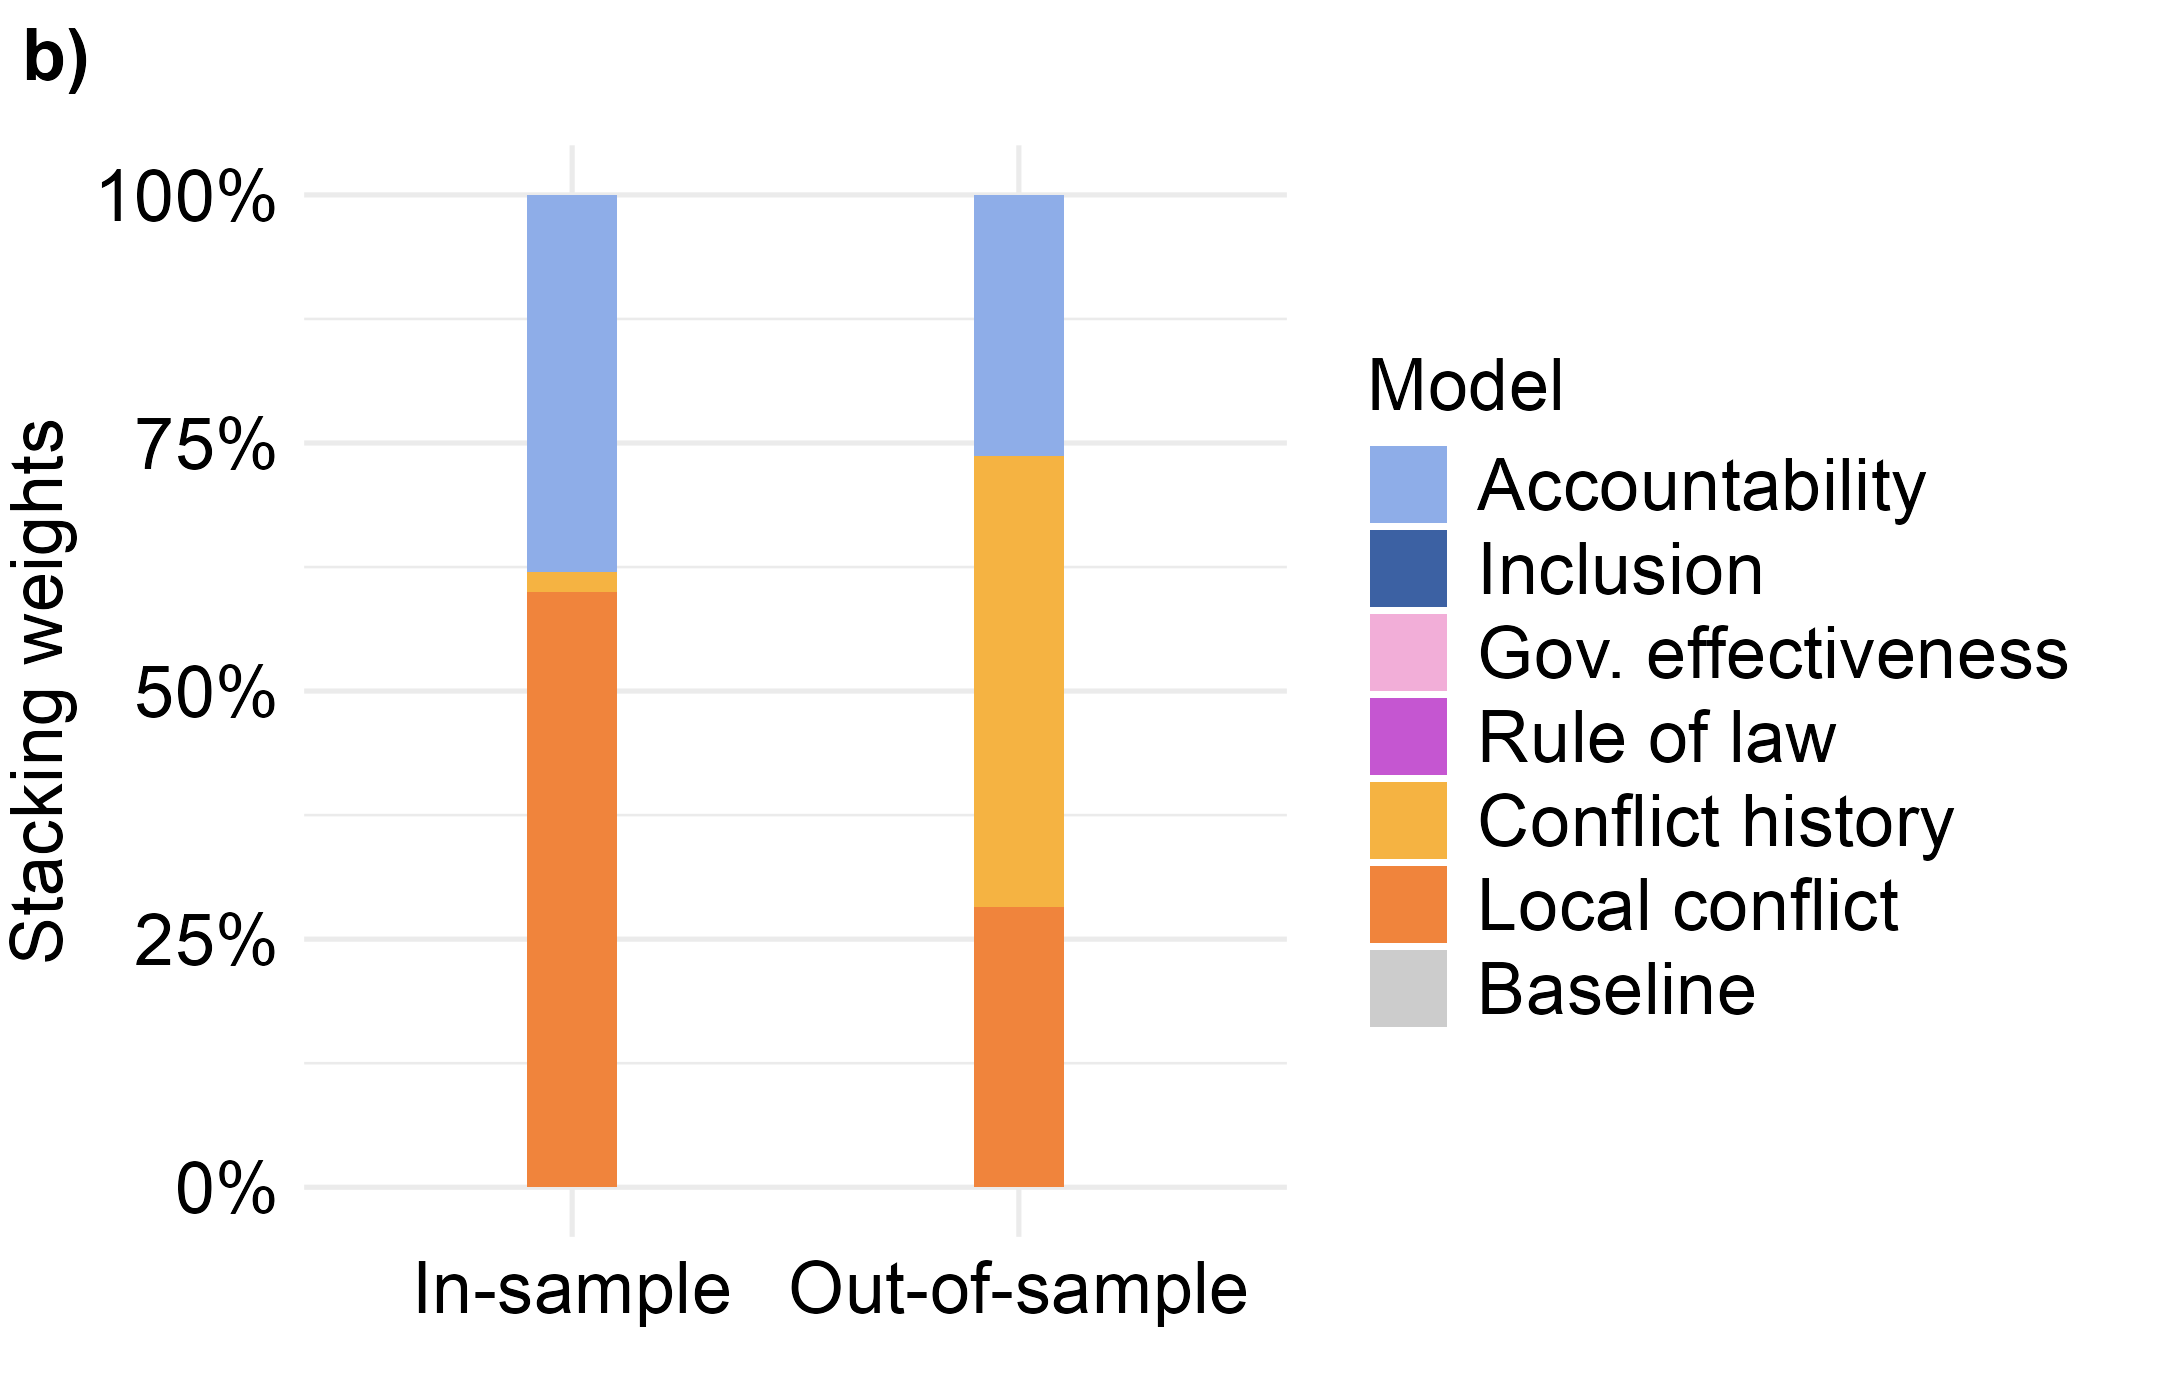 b)
Stacking weights
100%
75%
50%
25%
0%
In-sample
Out-of-sample
Model
Accountability
Inclusion
Gov. effectiveness
Rule of law
Conflict history
Local conflict
Baseline